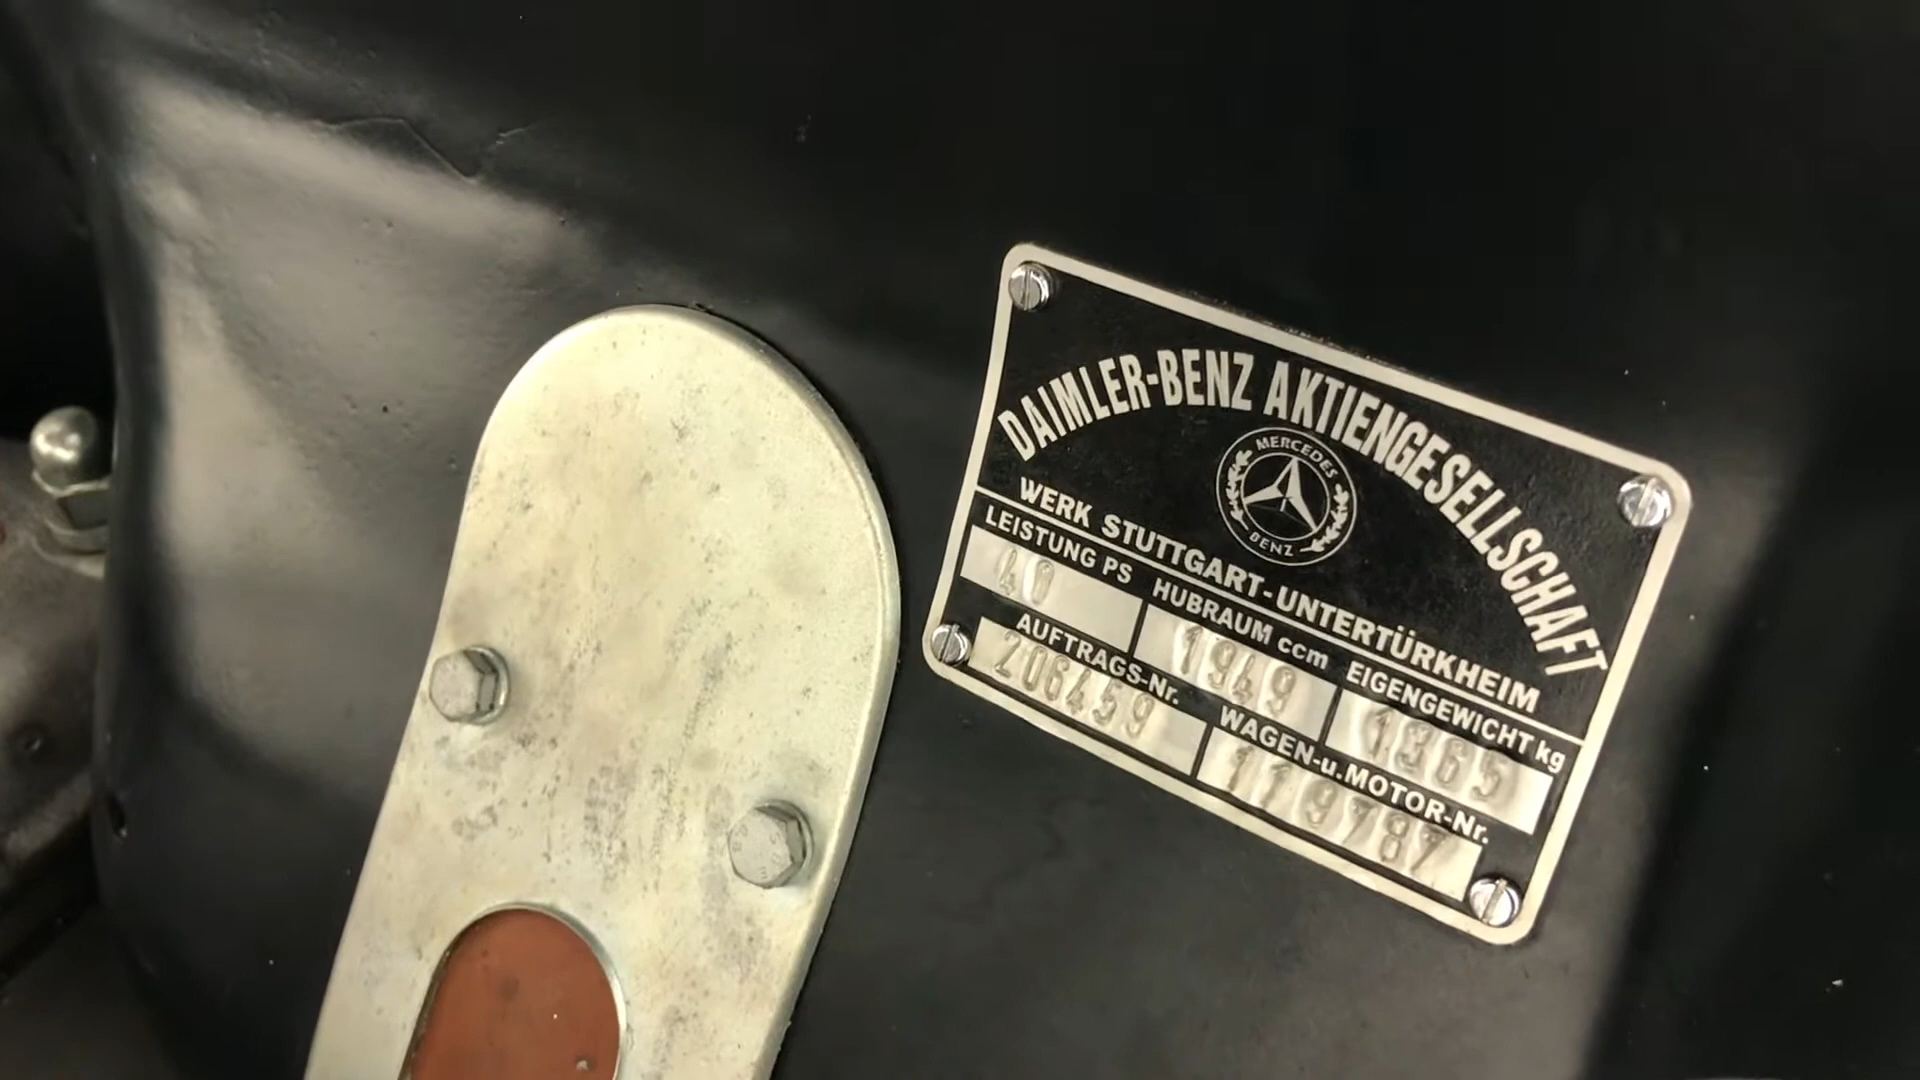 DAIMLER-BENZ AKTIENGESELLSCHAFT
MERCEDES
BENZ
WERK STUTTGART-UNTERTÜRKHEIM
LEISTUNG PS HUBRAUM ccm EIGENGEWICHT kg
40 1949 1365
AUFTRAGS-Nr. WAGEN-u.MOTOR-Nr.
206459 119787